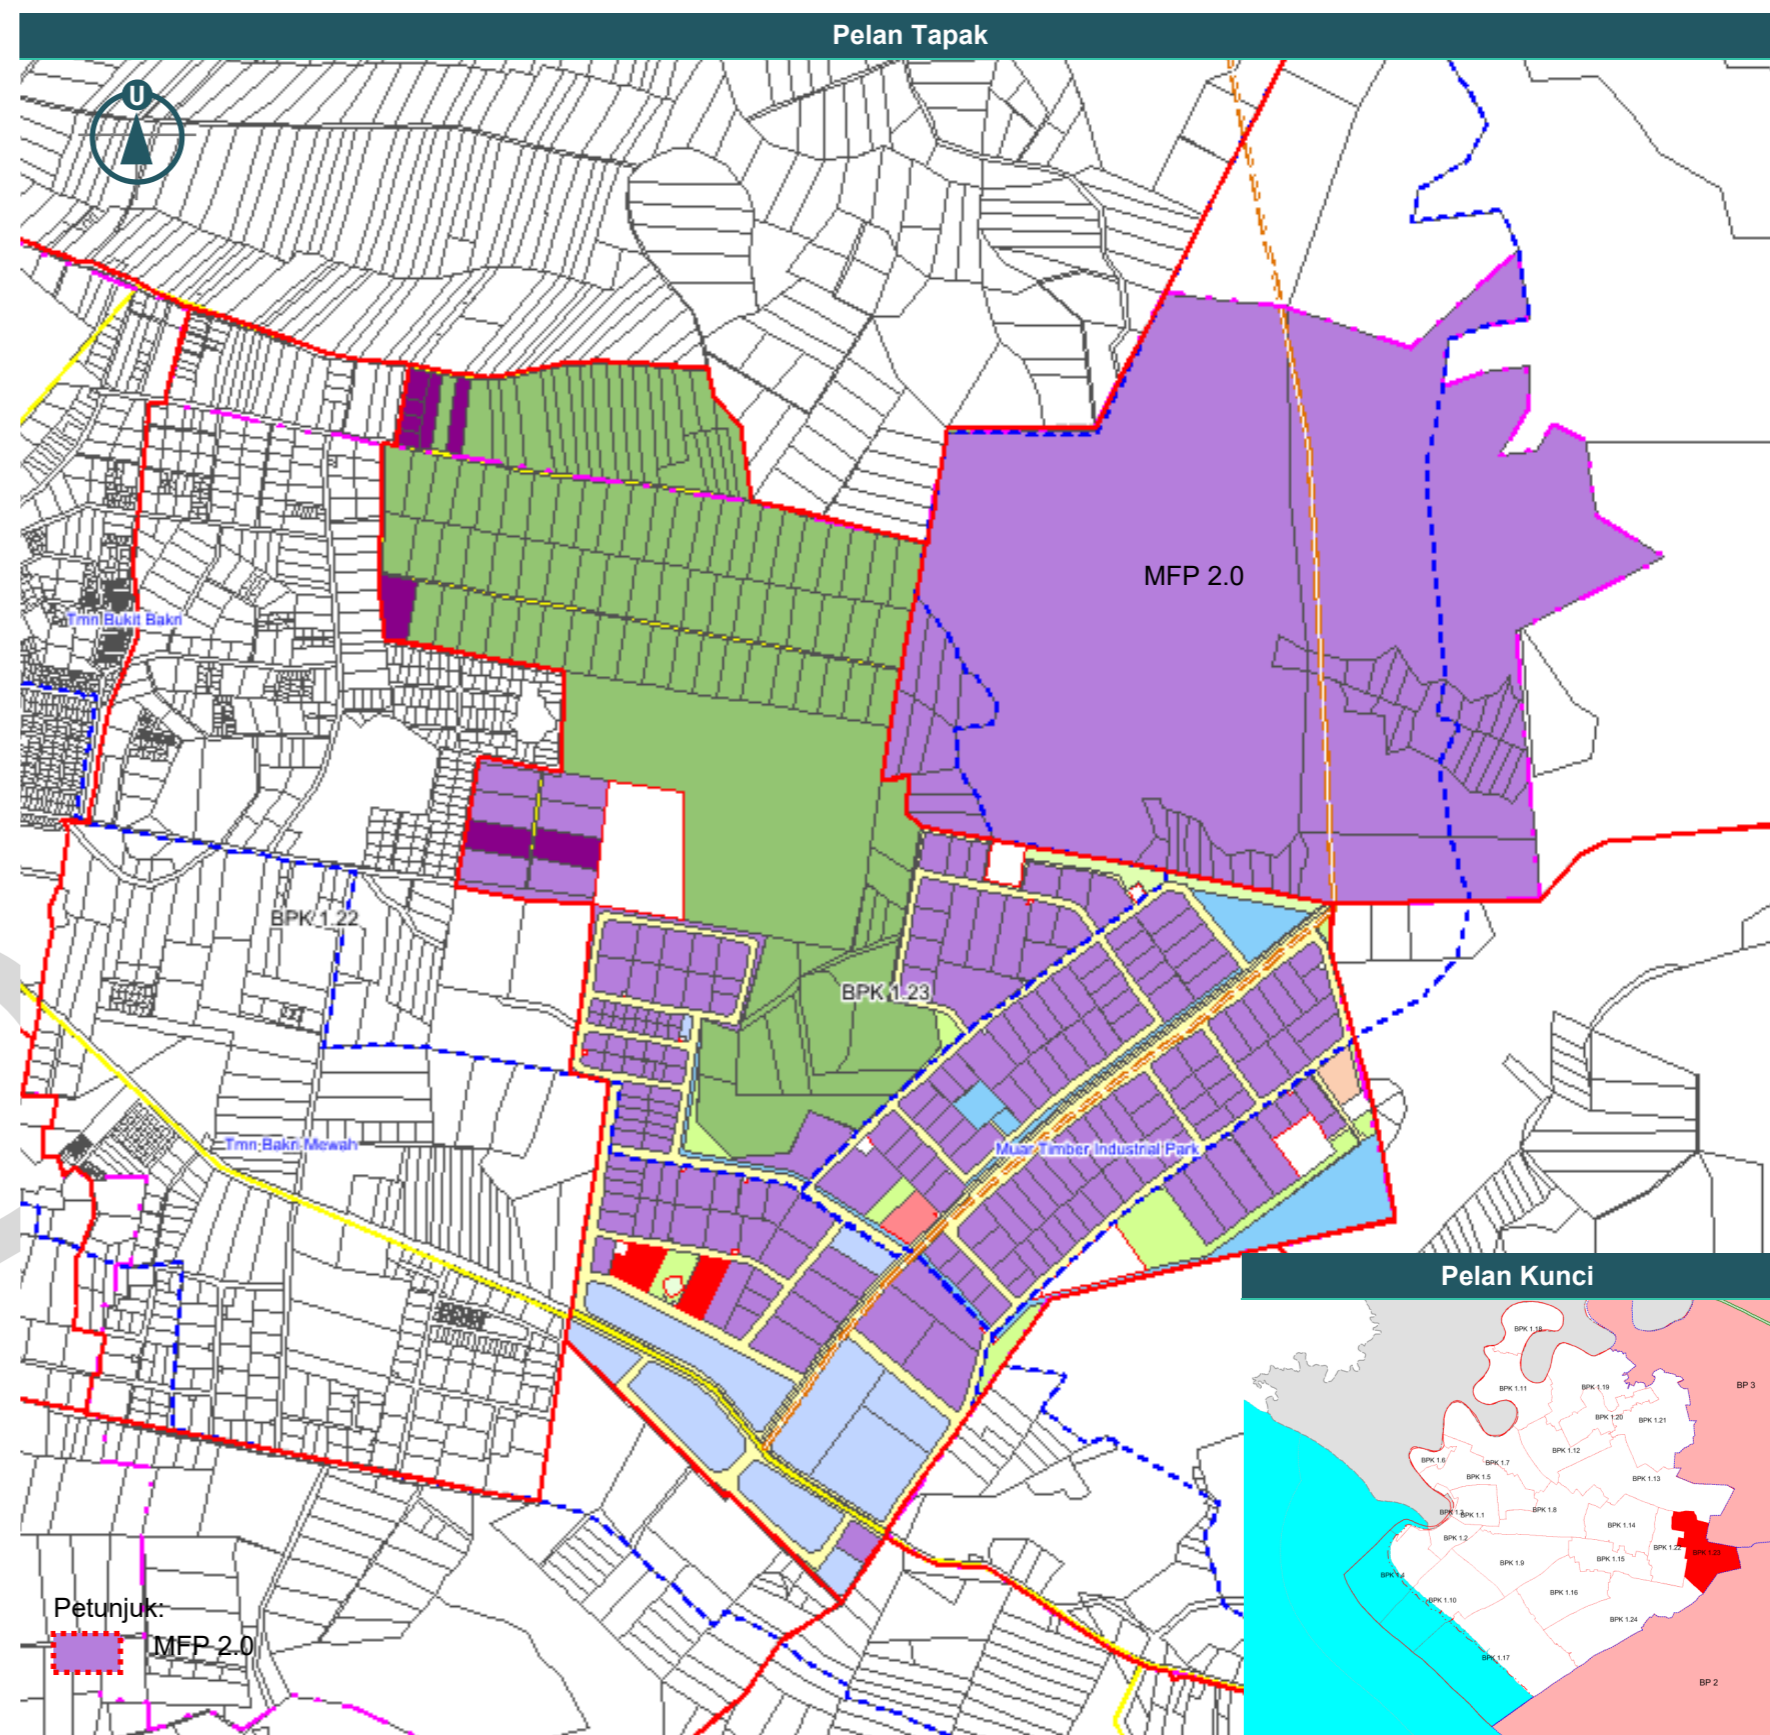 Pelan Tapak
U
MFP 2.0
Tmn Bukit Bakri
BPK 1.22
BPK 1.23
Tmn Bakri Mewah
Muar Timber Industrial Park
Petunjuk:
MFP 2.0
Pelan Kunci
BPK 1.18
BP 3
BPK 1.11
BPK 1.19
BPK 1.20
BPK 1.21
BPK 1.12
BPK 1.6
BPK 1.7
BPK 1.5
BPK 1.13
BPK 1.3
BPK 1.1
BPK 1.8
BPK 1.14
BPK 1.2
BPK 1.22
BPK 1.23
BPK 1.9
BPK 1.15
BPK 1.4
BPK 1.16
BPK 1.10
BPK 1.24
BPK 1.17
BP 2